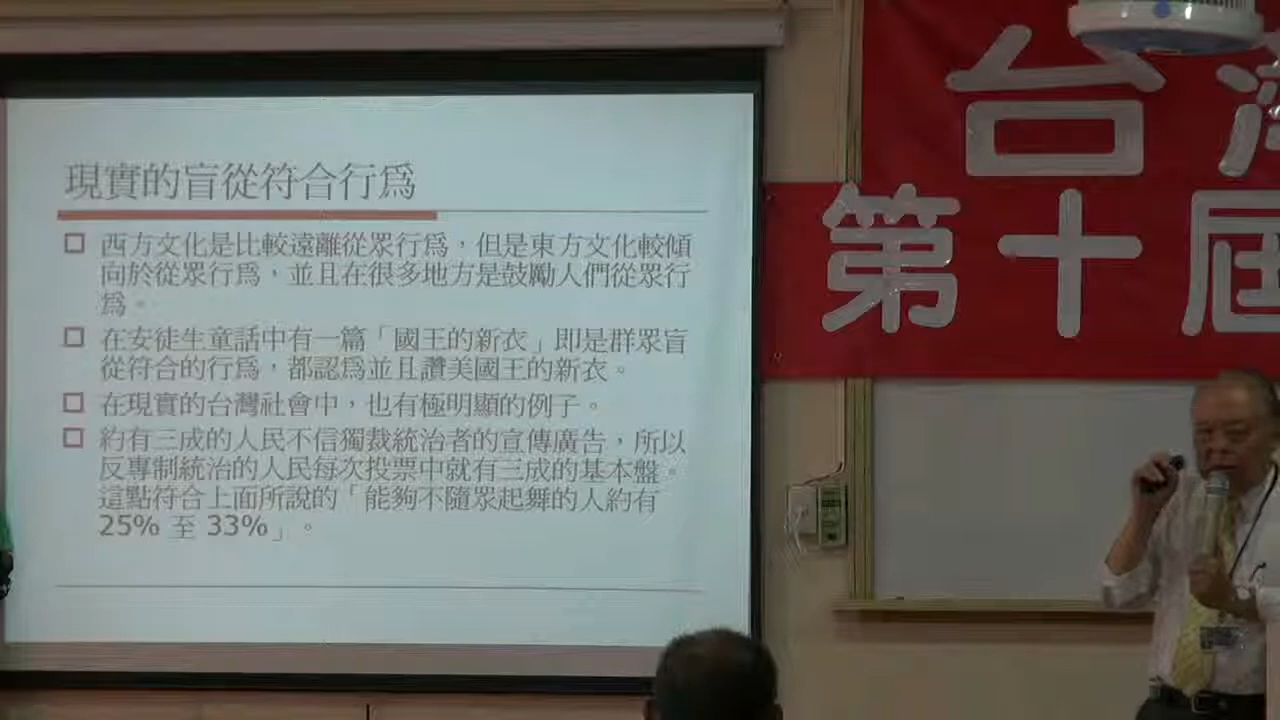 現實的盲從符合行為
西方文化是比較遠離從眾行為，但是東方文化較傾
向於從眾行為，並且在很多地方是鼓勵人們從眾行
為。
在安徒生童話中有一篇「國王的新衣」即是群眾盲
從符合的行為，都認為並且讚美國王的新衣。
在現實的台灣社會中，也有極明顯的例子。
約有三成的人民不信獨裁統治者的宣傳廣告，所以
反專制統治的人民每次投票中就有三成的基本盤。
這點符合上面所說的「能夠不隨眾起舞的人約有
25% 至 33%」。
台
第十屆